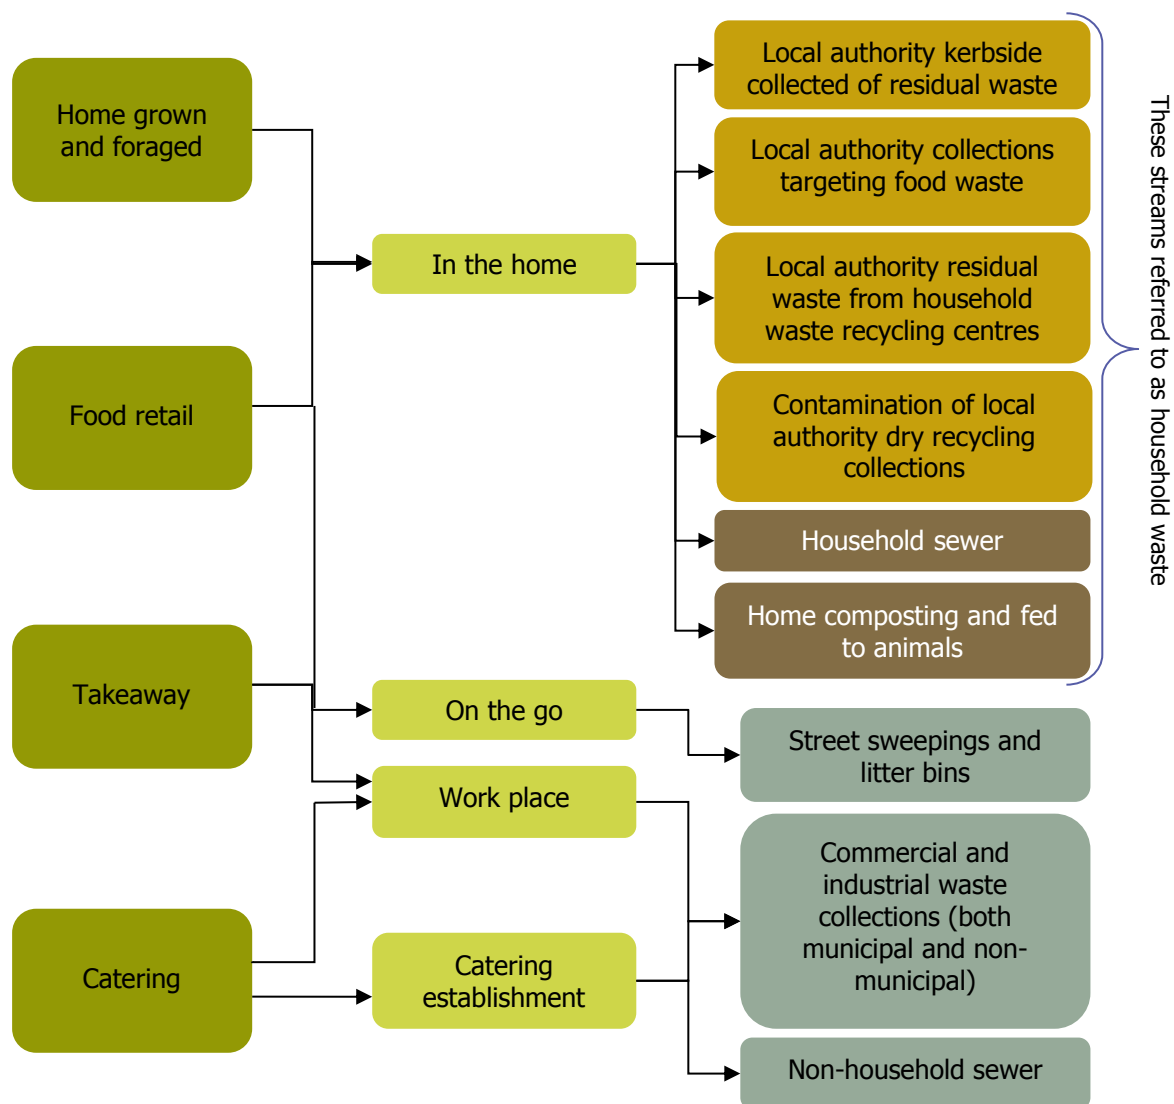 Home grown
and foraged
Food retail
Takeaway
Catering
In the home
On the go
Work place
Catering
establishment
Local authority kerbside
collected of residual waste
Local authority collections
targeting food waste
Local authority residual
waste from household
waste recycling centres
Contamination of local
authority dry recycling
collections
Household sewer
Home composting and fed
to animals
Street sweepings and
litter bins
Commercial and
industrial waste
collections (both
municipal and non-
municipal)
Non-household sewer
These streams referred to as household waste